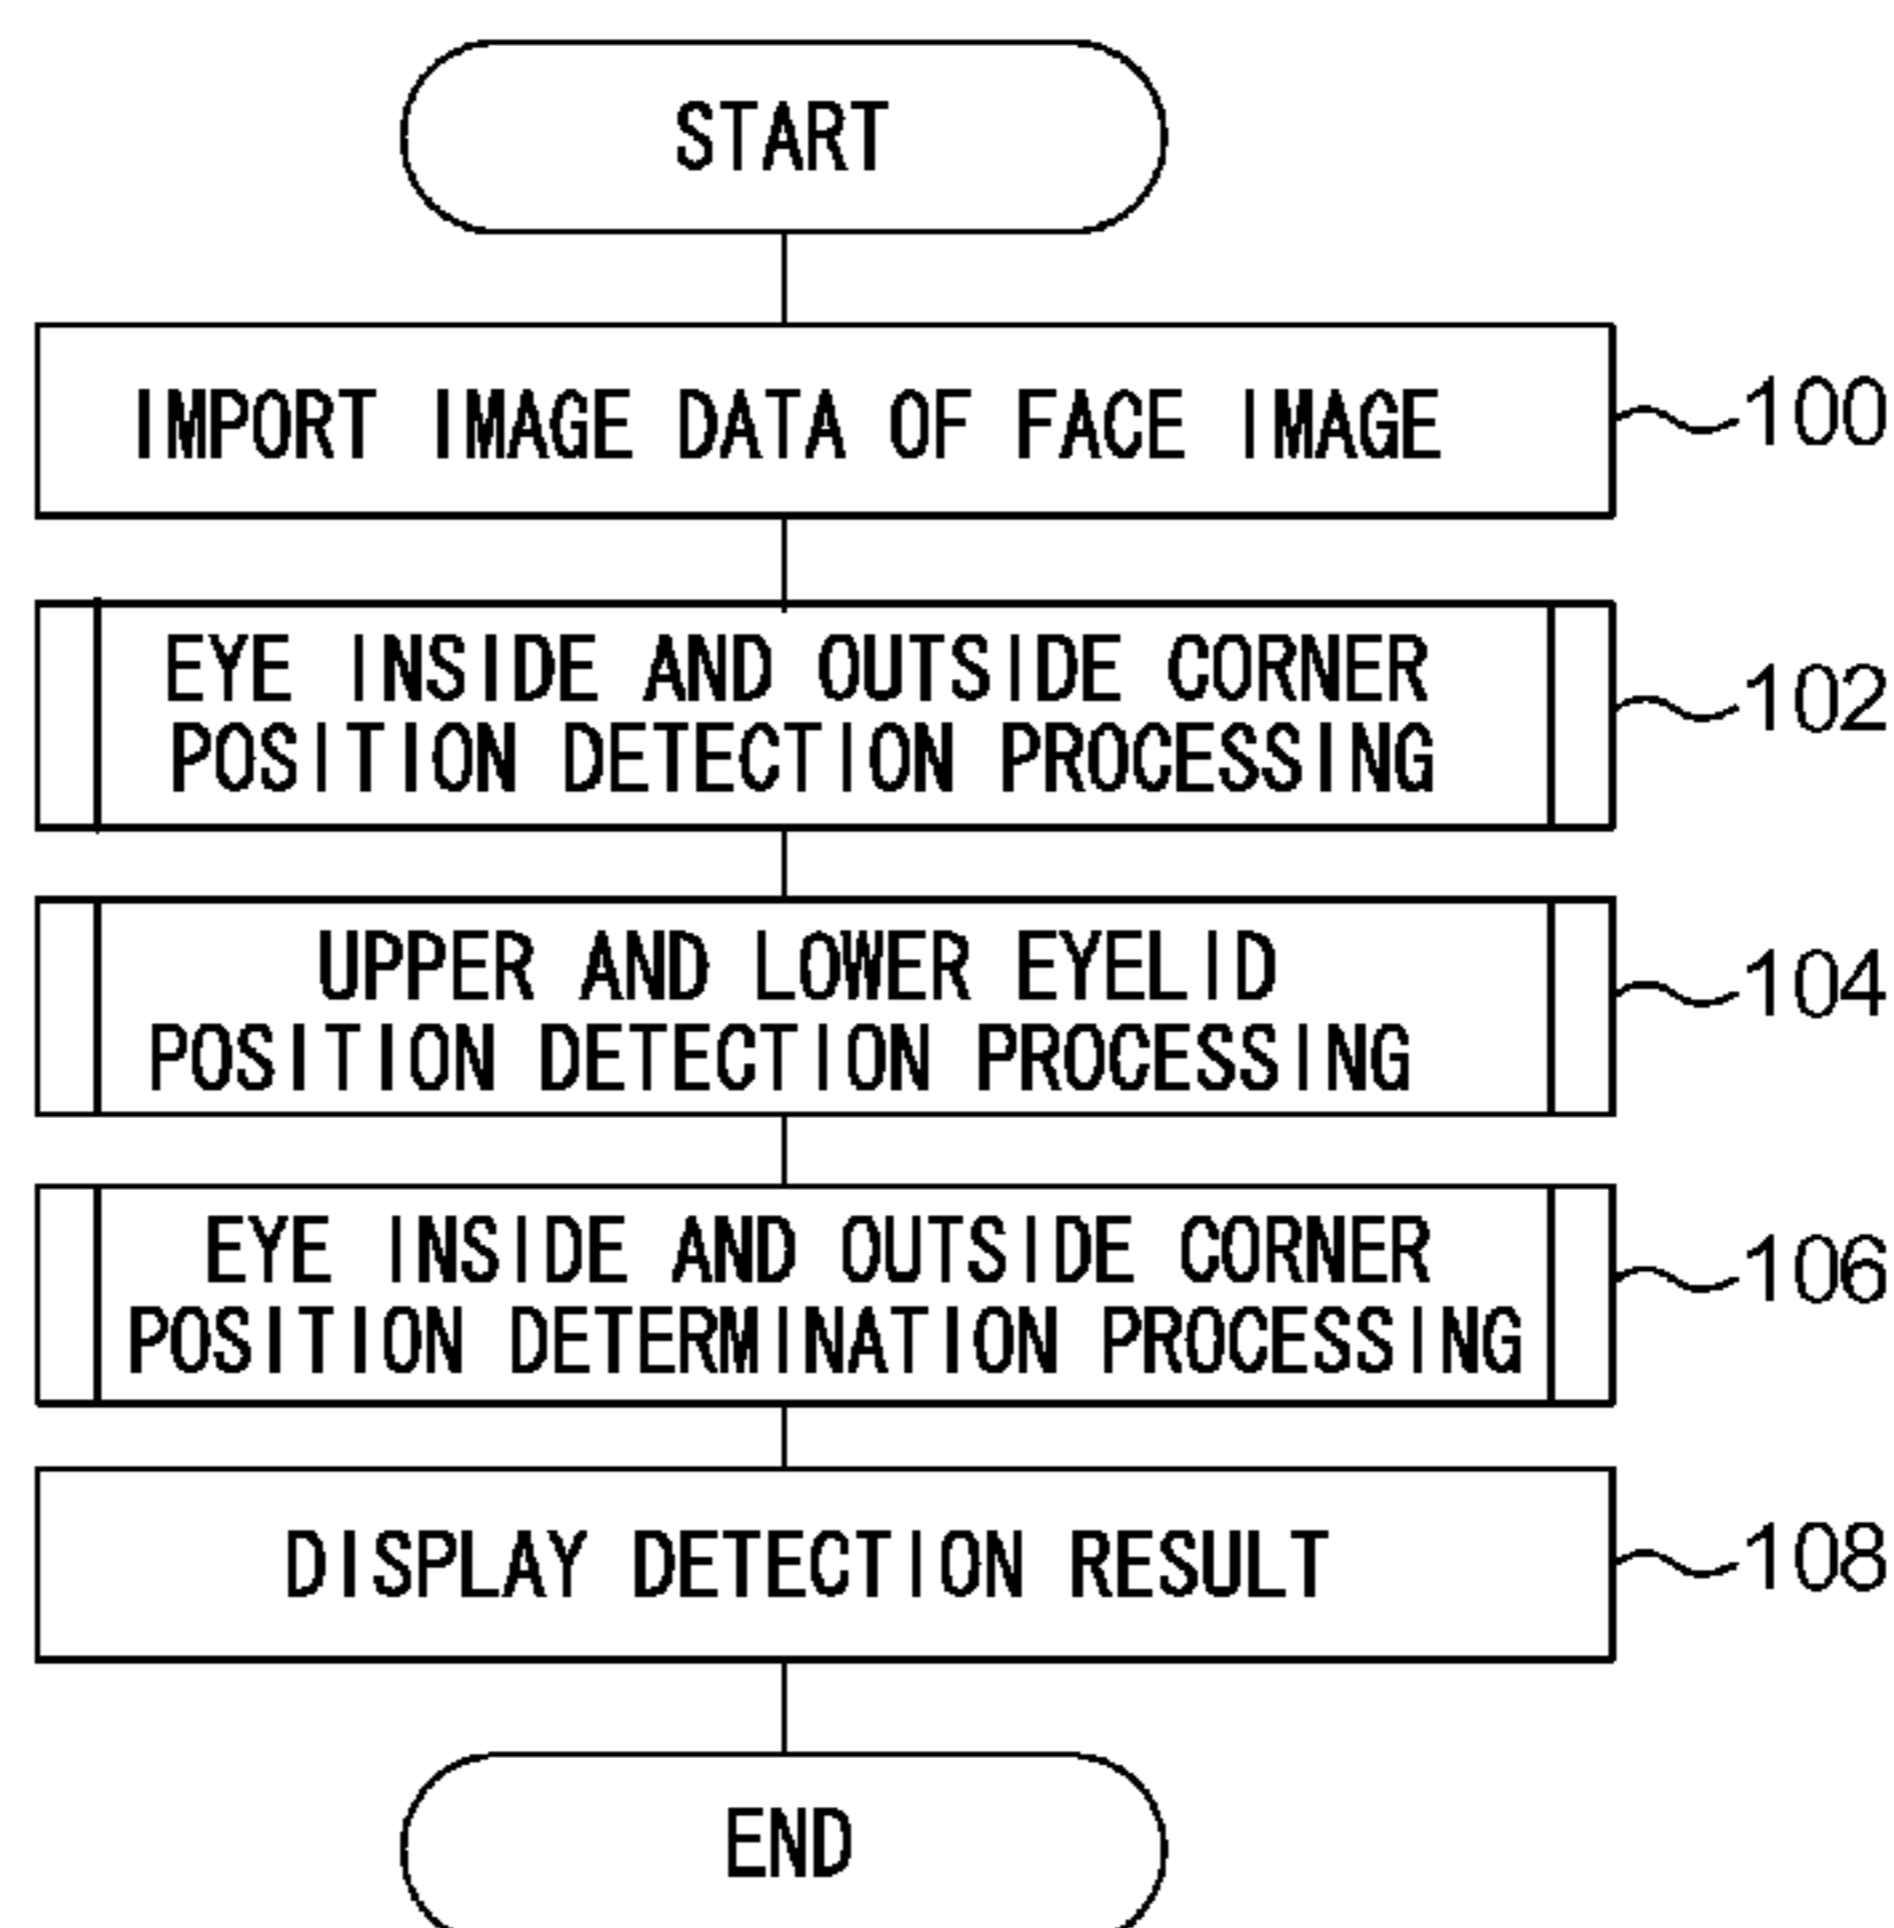 START
IMPORT IMAGE DATA OF FACE IMAGE
100
EYE INSIDE AND OUTSIDE CORNER
POSITION DETECTION PROCESSING
102
UPPER AND LOWER EYELID
POSITION DETECTION PROCESSING
104
EYE INSIDE AND OUTSIDE CORNER
POSITION DETERMINATION PROCESSING
106
DISPLAY DETECTION RESULT
108
END